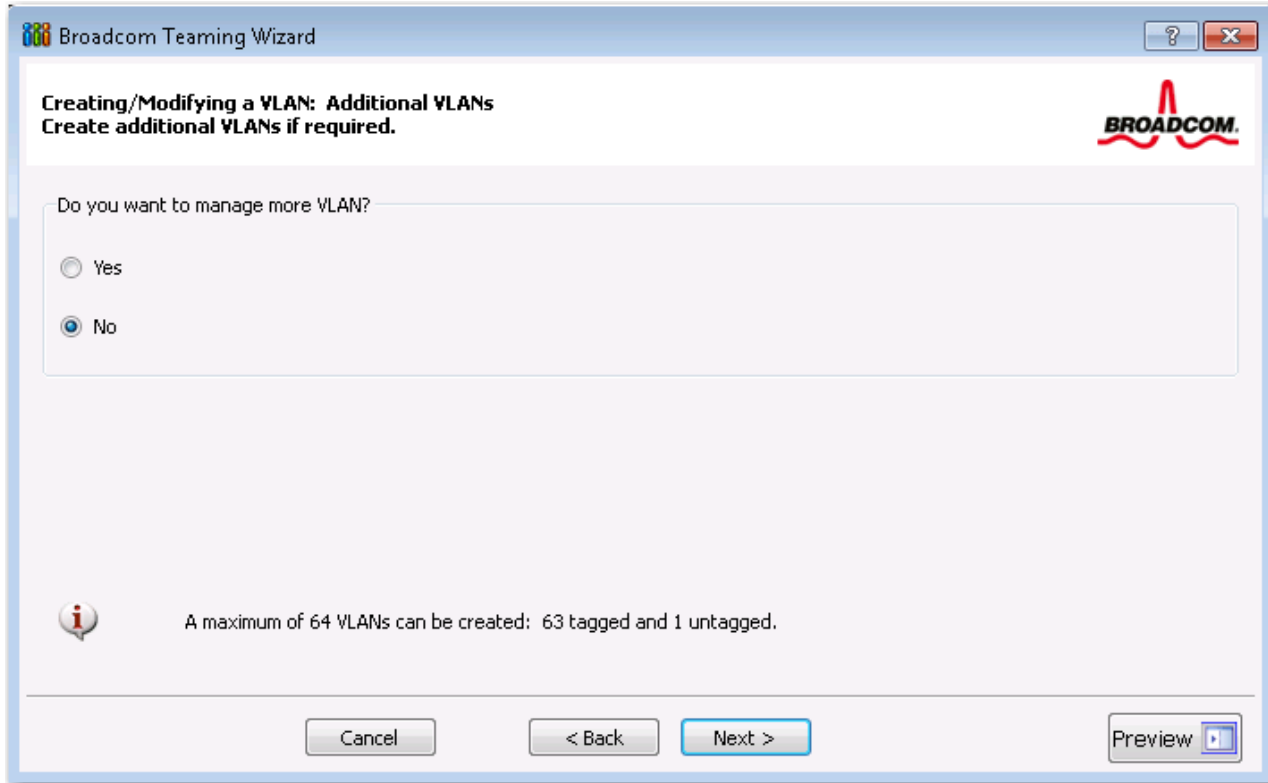 Broadcom Teaming Wizard
?
Creating/Modifying a VLAN: Additional VLANs
Create additional VLANs if required.
BROADCOM.
Do you want to manage more VLAN?
Yes
No
A maximum of 64 VLANs can be created: 63 tagged and 1 untagged.
Cancel
< Back
Next >
Preview